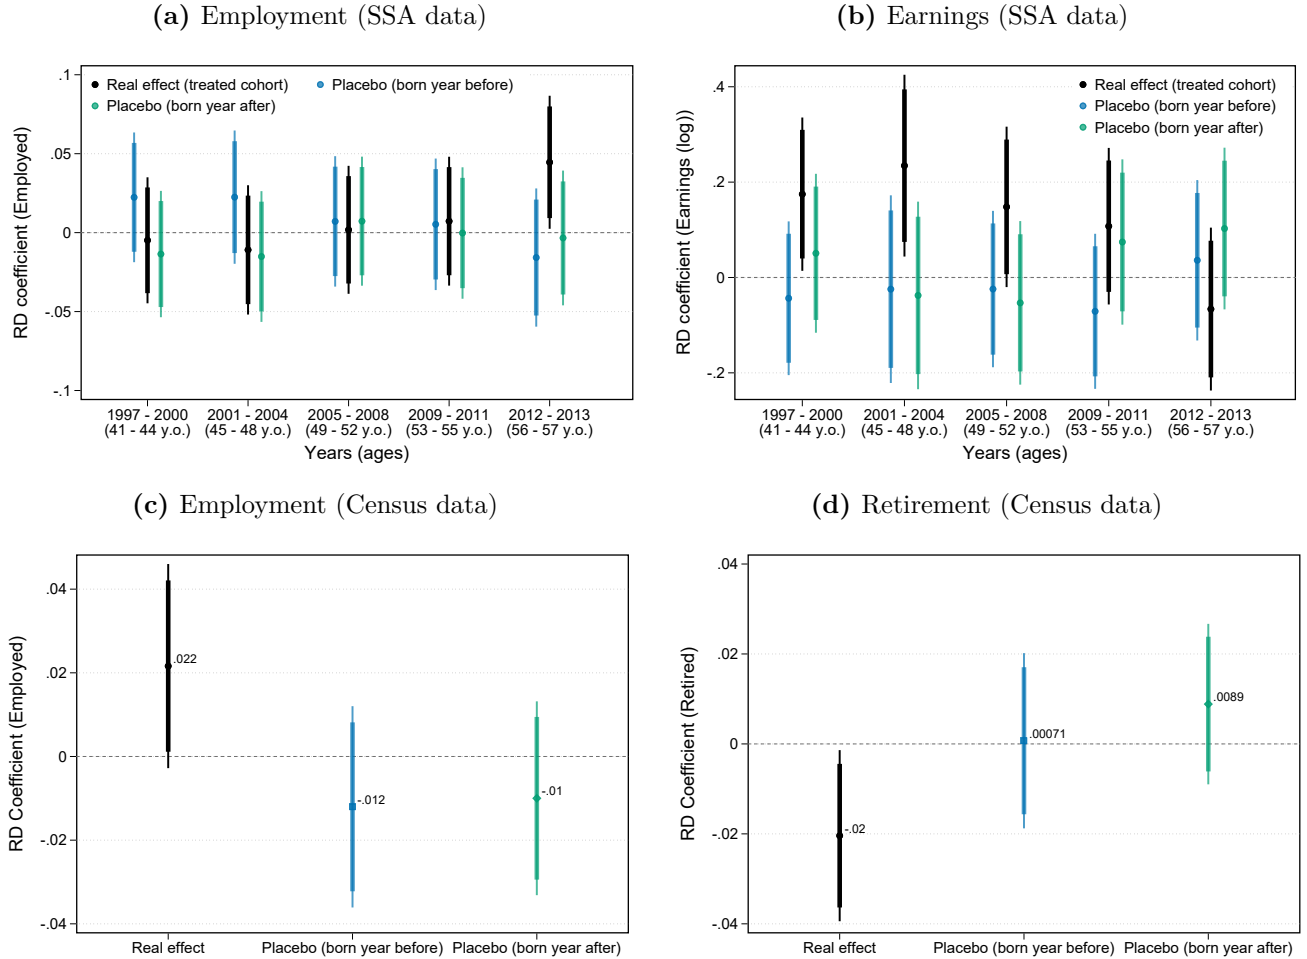 (a) Employment (SSA data)
RD coefficient (Employed)
.1
.05
0
-.05
-.1
Real effect (treated cohort)
Placebo (born year before)
Placebo (born year after)
1997 - 2000
(41 - 44 y.o.)
2001 - 2004
(45 - 48 y.o.)
2005 - 2008
(49 - 52 y.o.)
2009 - 2011
(53 - 55 y.o.)
2012 - 2013
(56 - 57 y.o.)
Years (ages)
(b) Earnings (SSA data)
RD coefficient (Earnings (log))
.4
.2
0
-.2
Real effect (treated cohort)
Placebo (born year before)
Placebo (born year after)
1997 - 2000
(41 - 44 y.o.)
2001 - 2004
(45 - 48 y.o.)
2005 - 2008
(49 - 52 y.o.)
2009 - 2011
(53 - 55 y.o.)
2012 - 2013
(56 - 57 y.o.)
Years (ages)
(c) Employment (Census data)
RD Coefficient (Employed)
.04
.02
0
-.02
-.04
.022
-.012
-.01
Real effect
Placebo (born year before)
Placebo (born year after)
(d) Retirement (Census data)
RD Coefficient (Retired)
.04
.02
0
-.02
-.04
-.02
.00071
.0089
Real effect
Placebo (born year before)
Placebo (born year after)